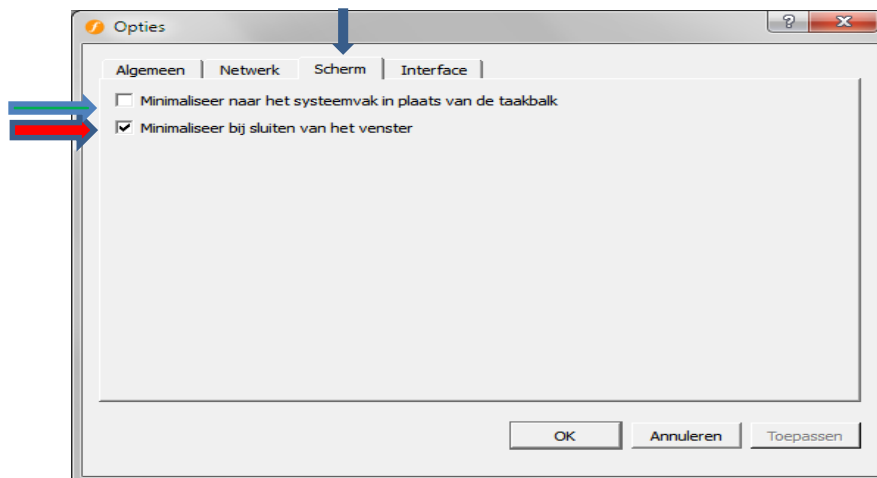 Opties
Algemeen Netwerk Scherm Interface
Minimaliseer naar het systeemvak in plaats van de taakbalk
Minimaliseer bij sluiten van het venster
OK Annuleren Toepassen